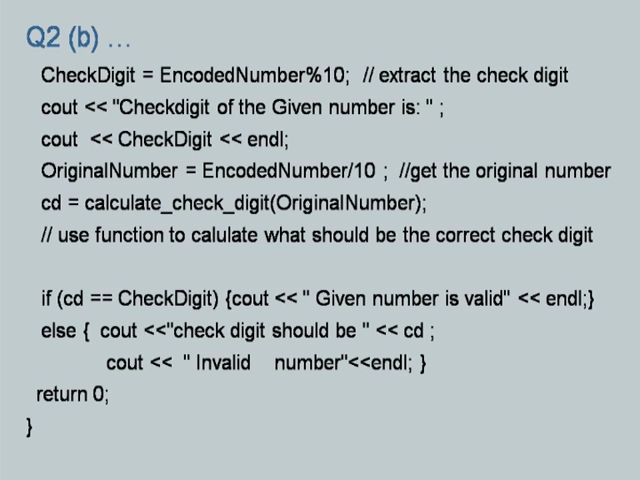 Q2 (b) ...
CheckDigit = EncodedNumber%10; // extract the check digit
cout << "Checkdigit of the Given number is: " ;
cout << CheckDigit << endl;
OriginalNumber = EncodedNumber/10 ; //get the original number
cd = calculate_check_digit(OriginalNumber);
// use function to calulate what should be the correct check digit
if (cd == CheckDigit) {cout << " Given number is valid" << endl;}
else { cout <<"check digit should be " << cd ;
cout << " Invalid number"<<endl; }
return 0;
}